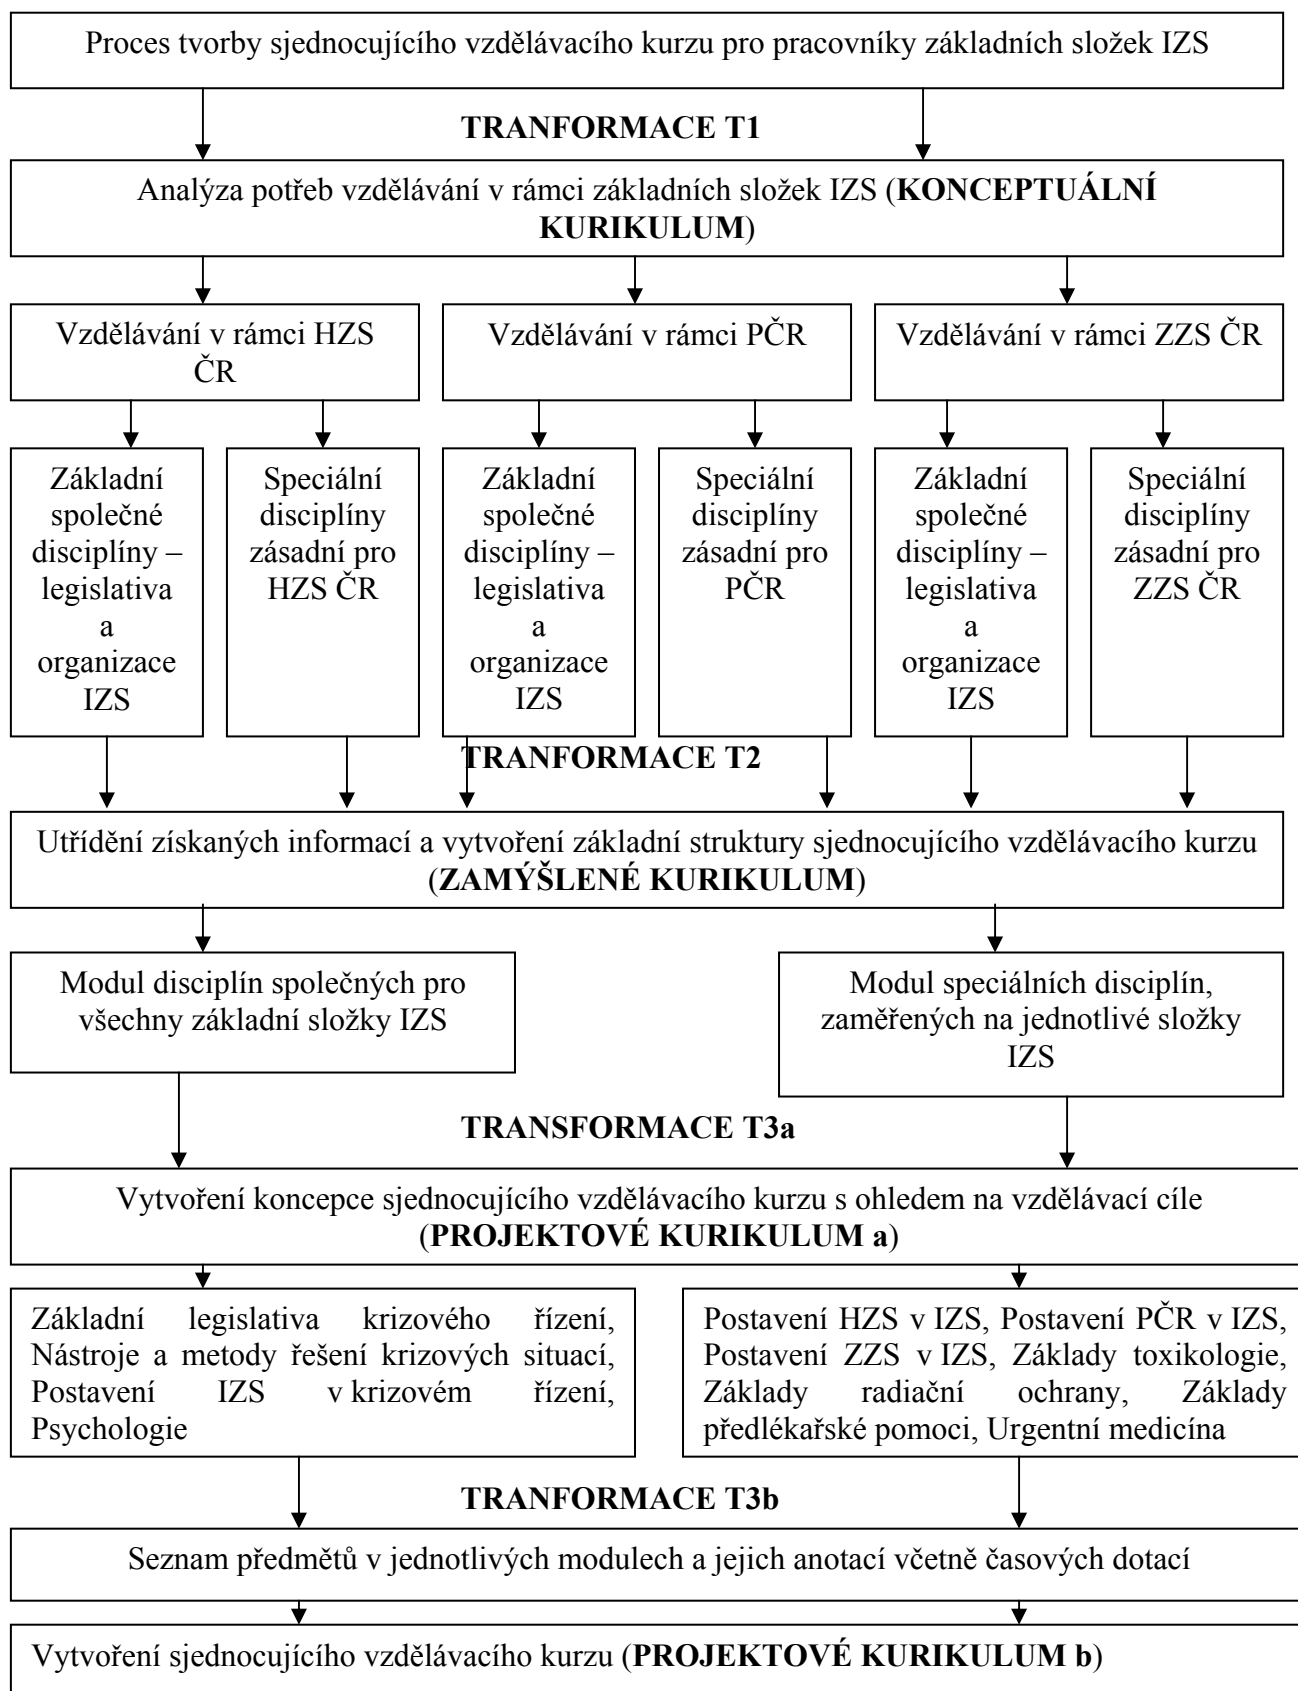 Proces tvorby sjednocujícího vzdělávacího kurzu pro pracovníky základních složek IZS
TRANFORMACE T1
Analýza potřeb vzdělávání v rámci základních složek IZS (KONCEPTUÁLNÍ
KURIKULUM)
Vzdělávání v rámci HZS
ČR
Vzdělávání v rámci PČR
Vzdělávání v rámci ZZS ČR
Základní
společné
disciplíny –
legislativa
a
organizace
IZS
Speciální
disciplíny
zásadní pro
HZS ČR
Základní
společné
disciplíny –
legislativa
a
organizace
IZS
Speciální
disciplíny
zásadní pro
PČR
Základní
společné
disciplíny –
legislativa
a
organizace
IZS
Speciální
disciplíny
zásadní pro
ZZS ČR
TRANFORMACE T2
Utřídění získaných informací a vytvoření základní struktury sjednocujícího vzdělávacího kurzu
(ZAMÝŠLENÉ KURIKULUM)
Modul disciplín společných pro
všechny základní složky IZS
Modul speciálních disciplín,
zaměřených na jednotlivé složky
IZS
TRANSFORMACE T3a
Vytvoření koncepce sjednocujícího vzdělávacího kurzu s ohledem na vzdělávací cíle
(PROJEKTOVÉ KURIKULUM a)
Základní legislativa krizového řízení,
Nástroje a metody řešení krizových situací,
Postavení IZS v krizovém řízení,
Psychologie
Postavení HZS v IZS, Postavení PČR v IZS,
Postavení ZZS v IZS, Základy toxikologie,
Základy radiační ochrany, Základy
předlékařské pomoci, Urgentní medicína
TRANFORMACE T3b
Seznam předmětů v jednotlivých modulech a jejich anotací včetně časových dotací
Vytvoření sjednocujícího vzdělávacího kurzu (PROJEKTOVÉ KURIKULUM b)